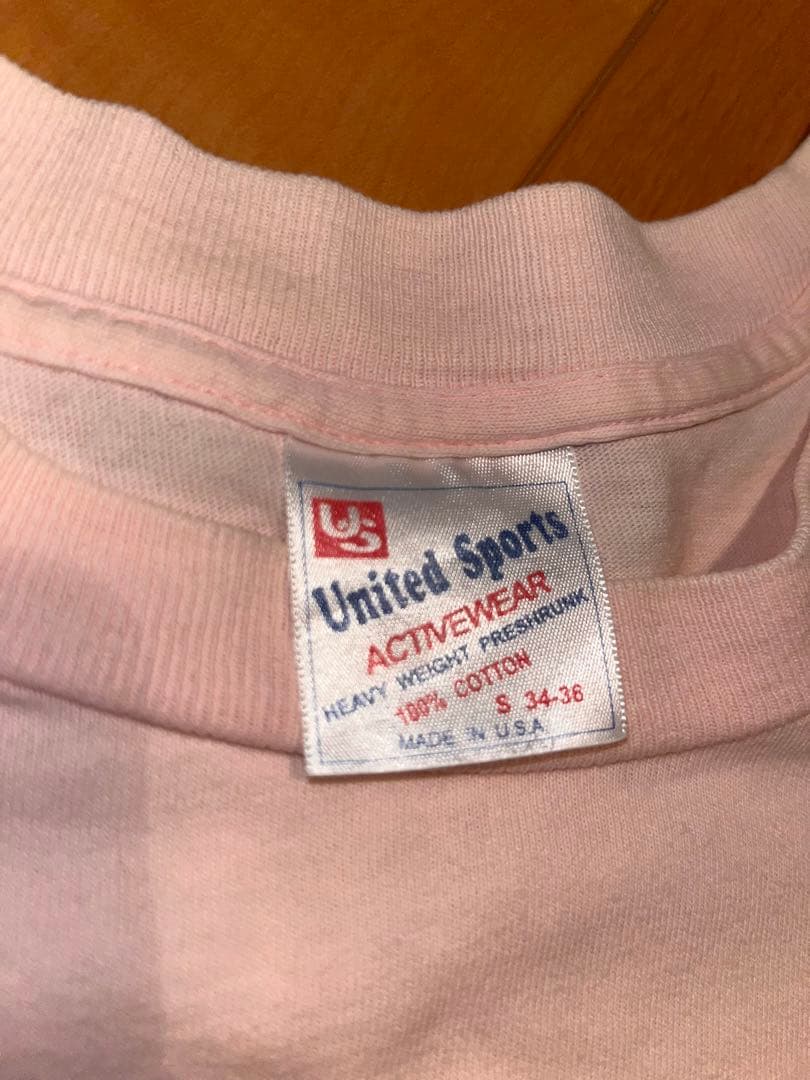 US
United Sports
ACTIVEWEAR
HEAVY WEIGHT PRESHRUNK
100% COTTON
S 34-36
MADE IN U.S.A